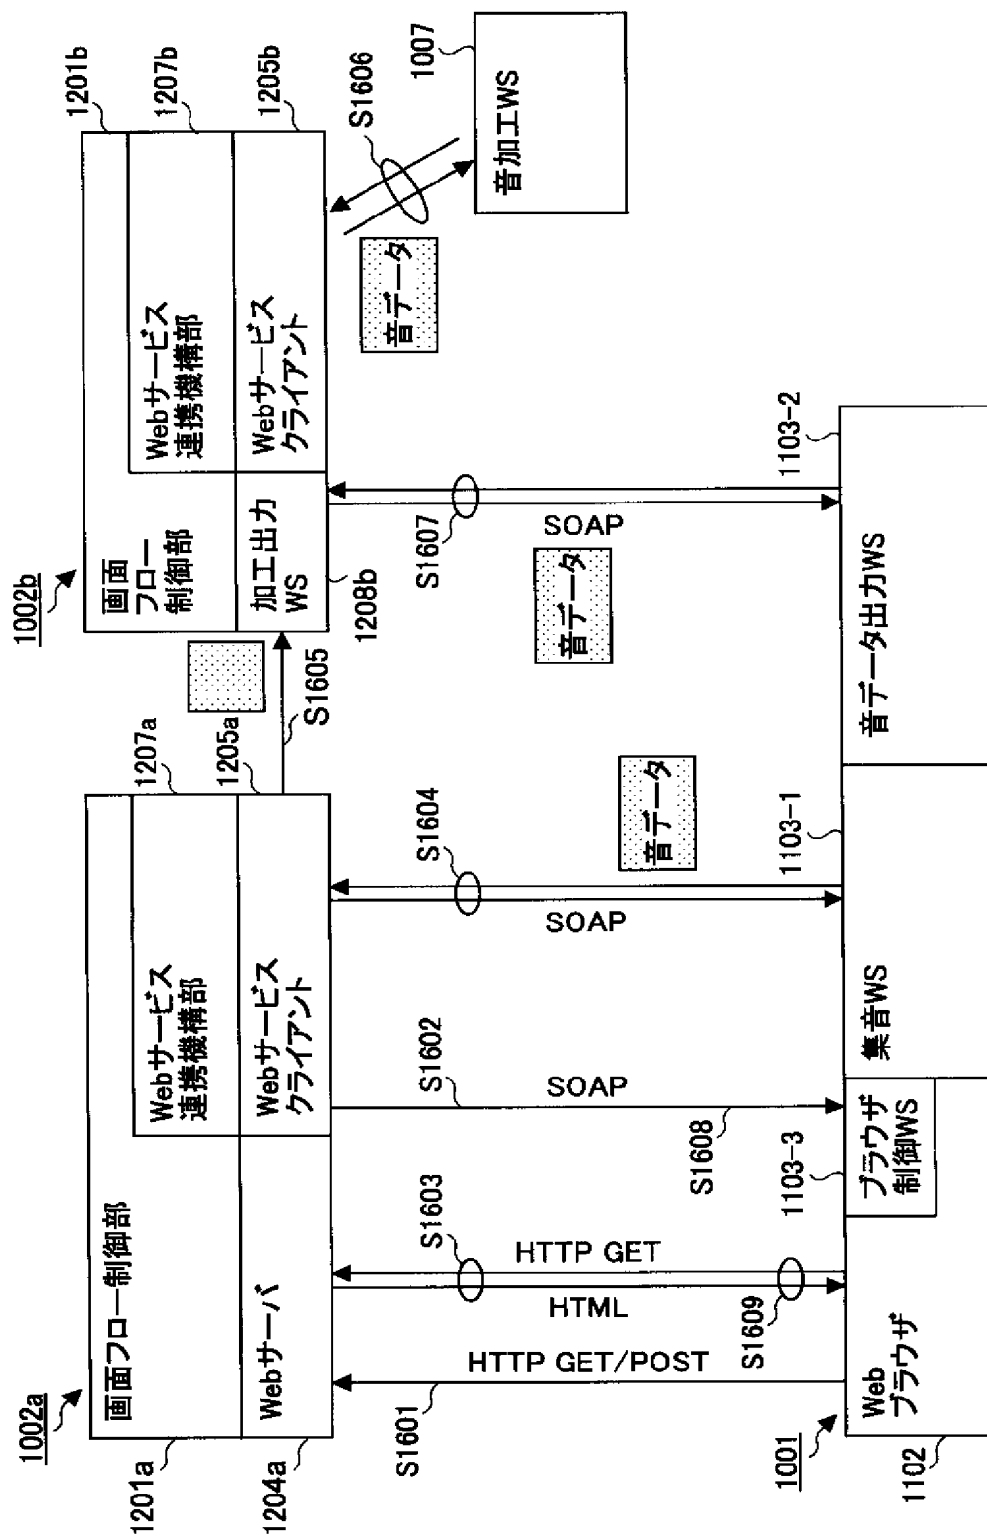 1002a
1201a
画面フロー制御部
Webサービス
連携機構部
1207a
Webサーバ
1204a
Webサービス
クライアント
1205a
S1605
1002b
画面
フロー
制御部
1201b
Webサービス
連携機構部
1207b
加工出力
WS
1208b
Webサービス
クライアント
1205b
音データ
S1606
音加工WS
1007
S1601
HTTP GET/POST
S1603
HTML
HTTP GET
S1609
S1602
SOAP
S1608
S1604
SOAP
音データ
音データ
S1607
SOAP
1001
1102
Web
ブラウザ
1103-3
ブラウザ
制御WS
集音WS
1103-1
音データ出力WS
1103-2